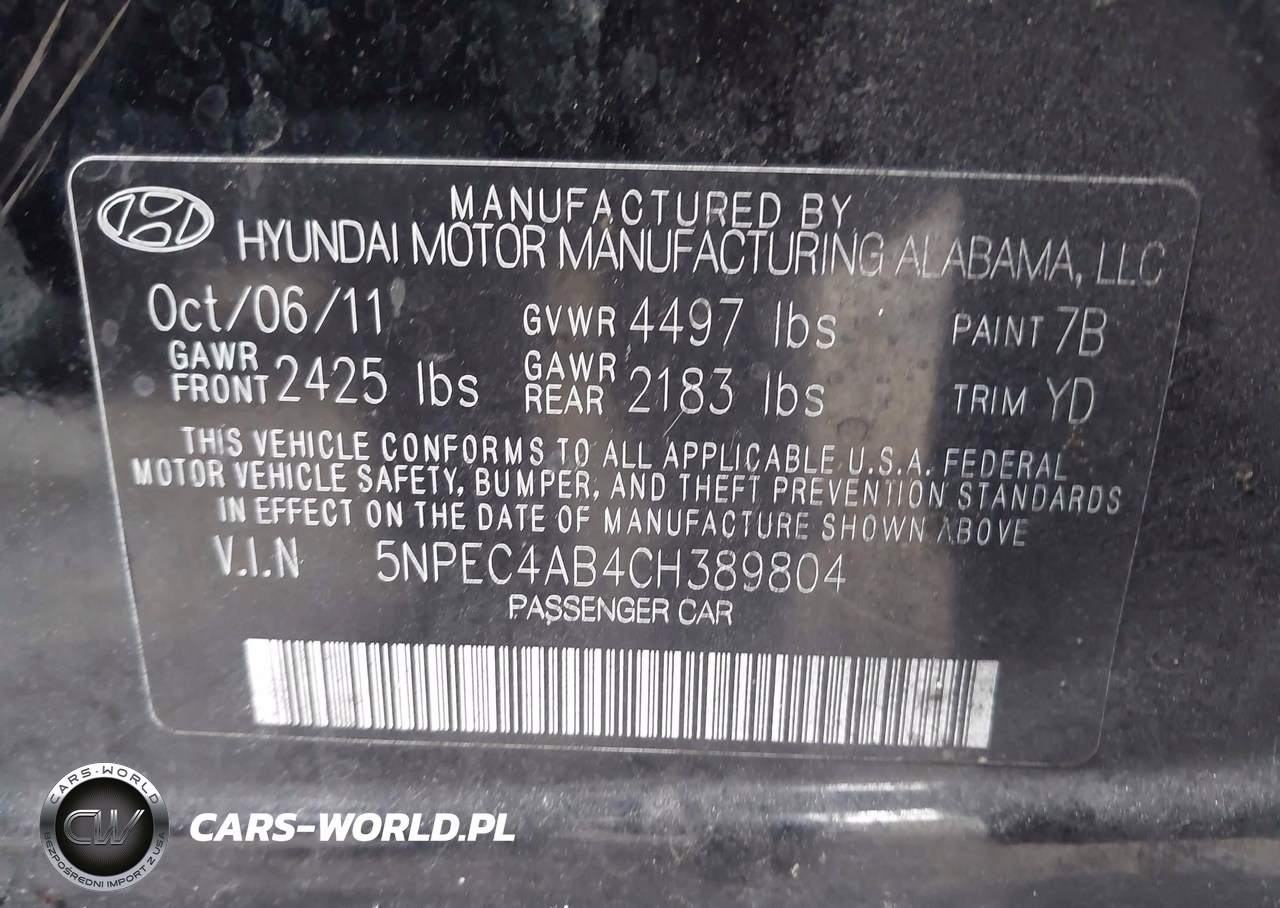 MANUFACTURED BY
HYUNDAI MOTOR MANUFACTURING ALABAMA, LLC
Oct/06/11 GVWR 4497 lbs PAINT 7B
GAWR FRONT 2425 lbs GAWR REAR 2183 lbs TRIM YD
THIS VEHICLE CONFORMS TO ALL APPLICABLE U.S.A. FEDERAL
MOTOR VEHICLE SAFETY, BUMPER, AND THEFT PREVENTION STANDARDS
IN EFFECT ON THE DATE OF MANUFACTURE SHOWN ABOVE
V.I.N 5NPEC4AB4CH389804
PASSENGER CAR
CARS-WORLD
CW
BEZPOŚREDNI IMPORT Z USA
CARS-WORLD.PL